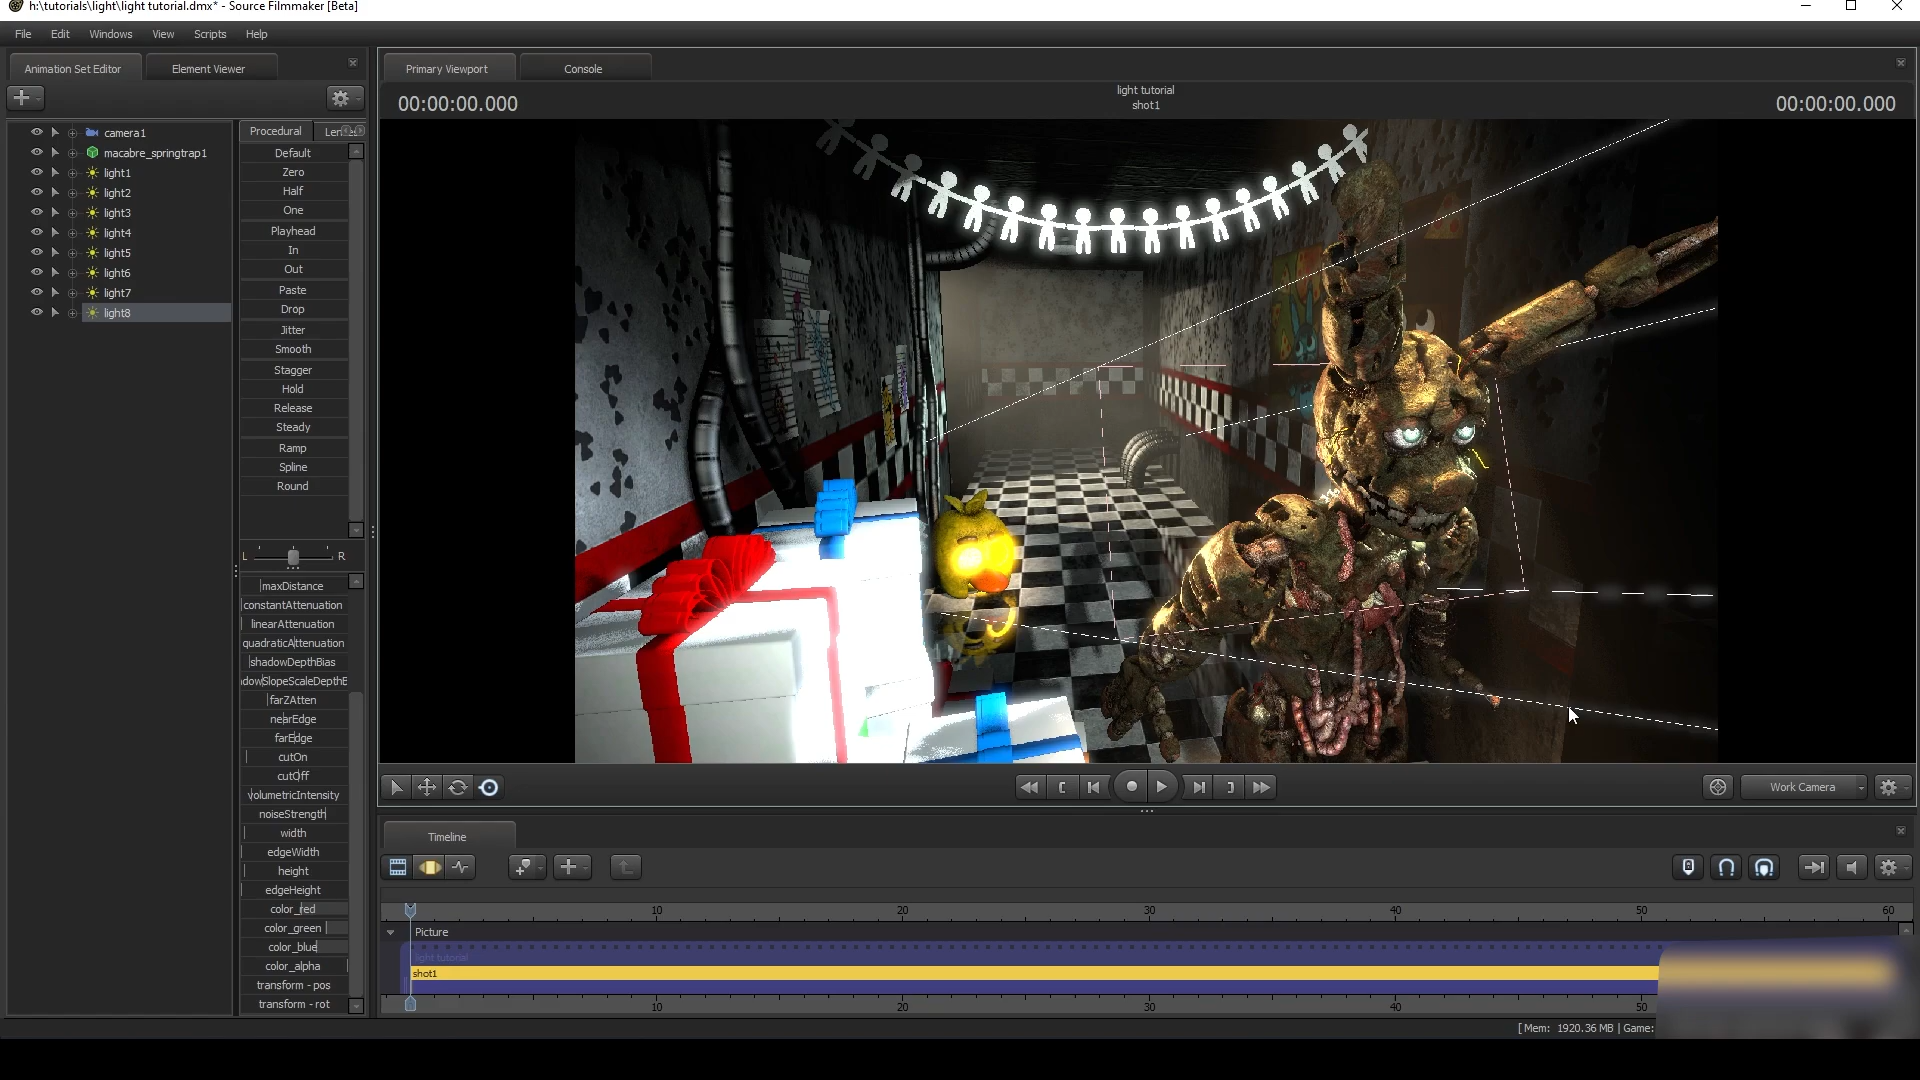 h:\tutorials\light\light tutorial.dmx* - Source Filmmaker [Beta]
File Edit Windows View Scripts Help
Animation Set Editor Element Viewer
Primary Viewport Console
00:00:00.000
light tutorial
shot1
00:00:00.000
camera1
macabre_springtrap1
light1
light2
light3
light4
light5
light6
light7
light8
Procedural
Default
Zero
Half
One
Playhead
In
Out
Paste
Drop
Jitter
Smooth
Stagger
Hold
Release
Steady
Ramp
Spline
Round
L R
maxDistance
constantAttenuation
linearAttenuation
quadraticAttenuation
shadowDepthBias
dowSlopeScaleDepthB
farZAtten
nearEdge
farEdge
cutOn
cutOff
volumetricIntensity
noiseStrength
width
edgeWidth
height
edgeHeight
color_red
color_green
color_blue
color_alpha
transform - pos
transform - rot
Work Camera
Timeline
10 20 30 40 50 60
Picture
light tutorial
shot1
10 20 30 40 50
[ Mem: 1920.36 MB | Game: